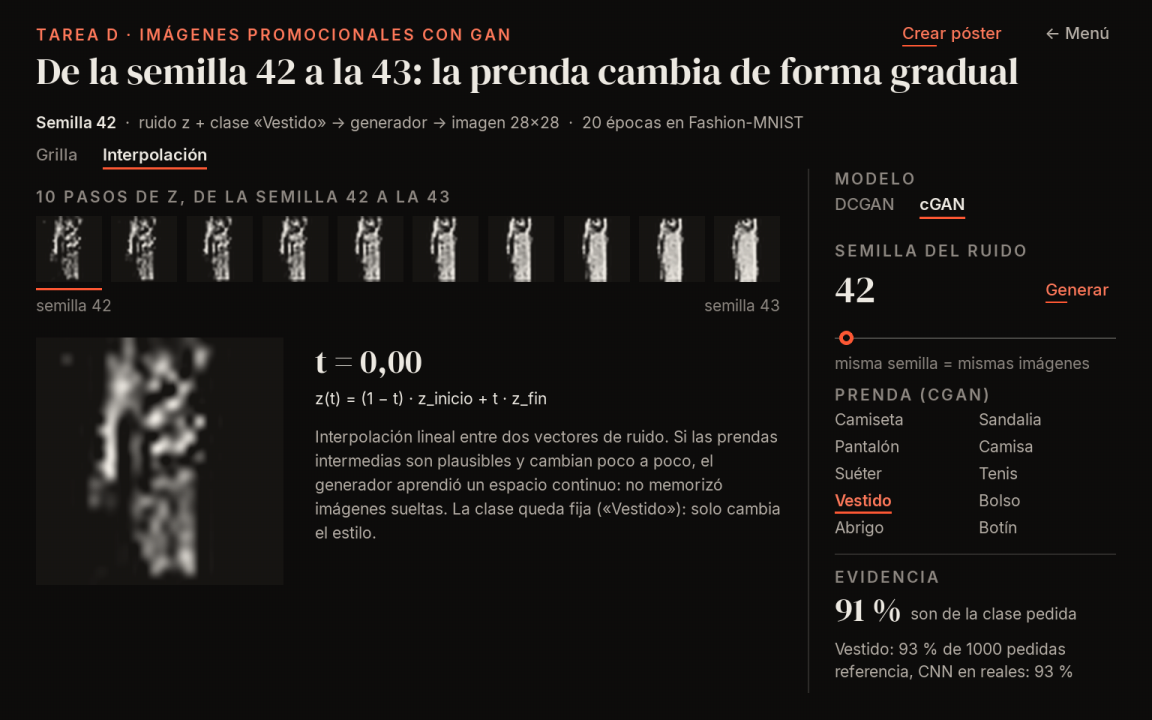 TAREA D · IMÁGENES PROMOCIONALES CON GAN
Crear póster
← Menú
De la semilla 42 a la 43: la prenda cambia de forma gradual
Semilla 42 · ruido z + clase «Vestido» → generador → imagen 28×28 · 20 épocas en Fashion-MNIST
Grilla Interpolación
10 PASOS DE Z, DE LA SEMILLA 42 A LA 43
semilla 42
semilla 43
t = 0,00
z(t) = (1 − t) · z_inicio + t · z_fin
Interpolación lineal entre dos vectores de ruido. Si las prendas
intermedias son plausibles y cambian poco a poco, el
generador aprendió un espacio continuo: no memorizó
imágenes sueltas. La clase queda fija («Vestido»): solo cambia
el estilo.
MODELO
DCGAN cGAN
SEMILLA DEL RUIDO
42
Generar
misma semilla = mismas imágenes
PRENDA (CGAN)
Camiseta Sandalia
Pantalón Camisa
Suéter Tenis
Vestido Bolso
Abrigo Botín
EVIDENCIA
91 % son de la clase pedida
Vestido: 93 % de 1000 pedidas
referencia, CNN en reales: 93 %